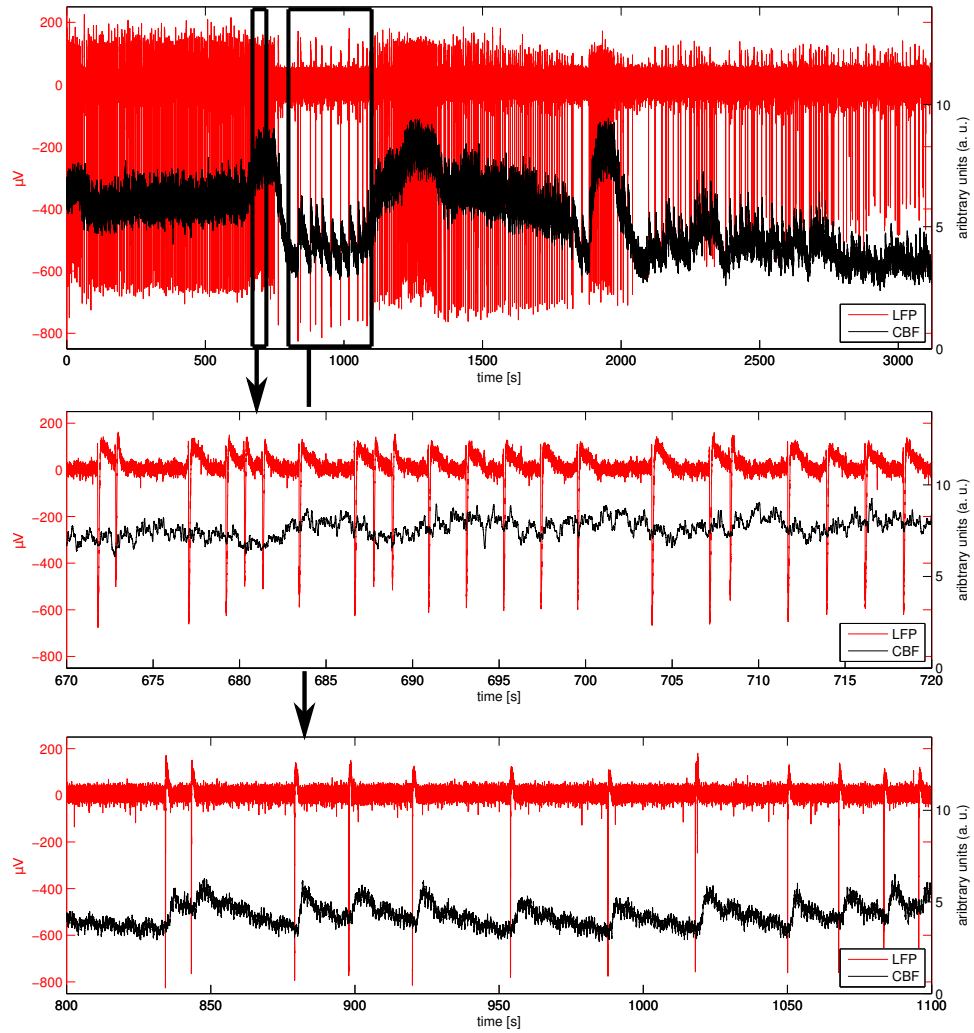 200
0
−200
−400
−600
−800
µV
10
5
0
aribtrary units (a. u.)
LFP
CBF
0 500 1000 1500 2000 2500 3000
time [s]
200
0
−200
−400
−600
−800
µV
10
5
0
aribtrary units (a. u.)
LFP
CBF
670 675 680 685 690 695 700 705 710 715 720
time [s]
200
0
−200
−400
−600
−800
µV
10
5
0
aribtrary units (a. u.)
LFP
CBF
800 850 900 950 1000 1050 1100
time [s]